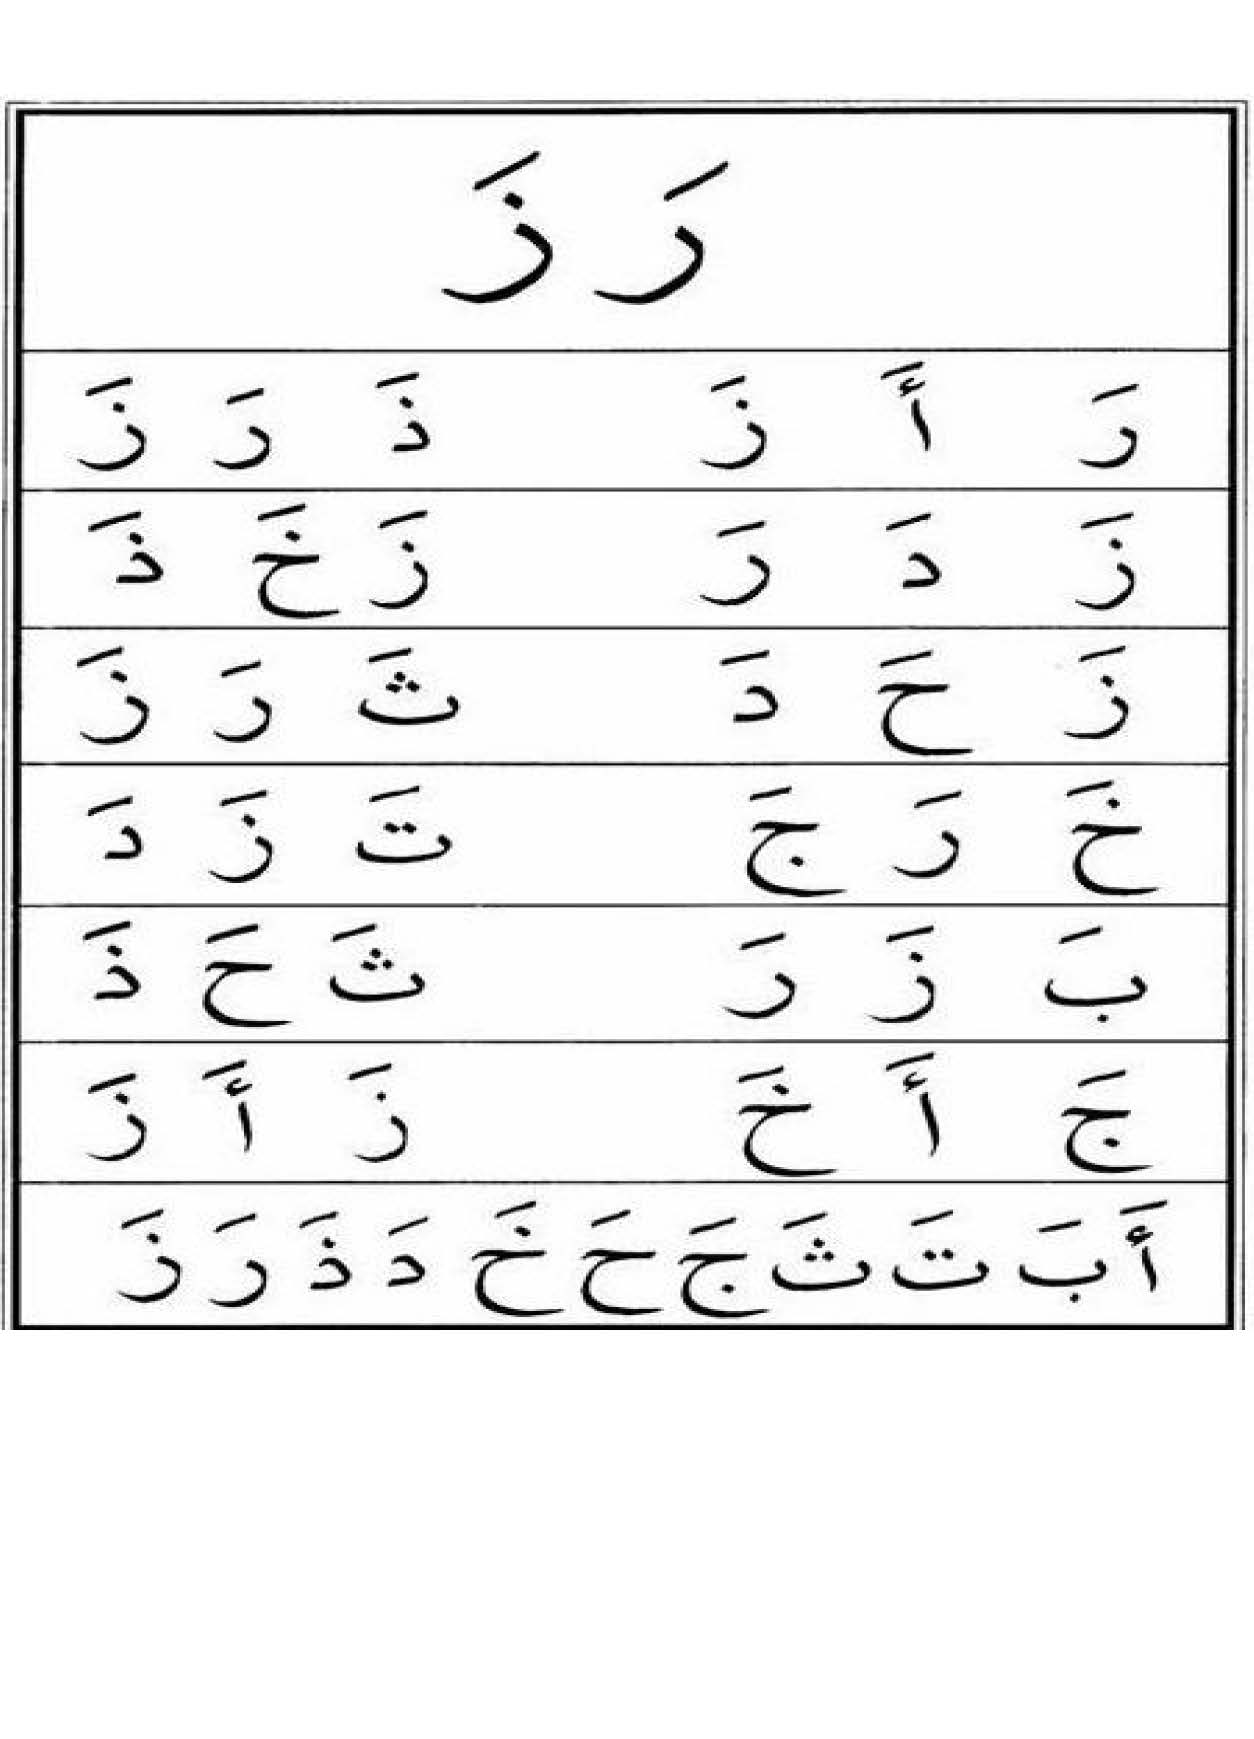 رَ زَ
رَ أَ زَ ذَ رَ زَ
زَ دَ رَ زَ خَ ذَ
زَ حَ دَ ثَ رَ زَ
خَ رَ جَ تَ زَ دَ
بَ زَ رَ ثَ حَ ذَ
جَ أَ خَ زَ أَ زَ
أَ بَ تَ ثَ جَ حَ خَ دَ ذَ رَ زَ